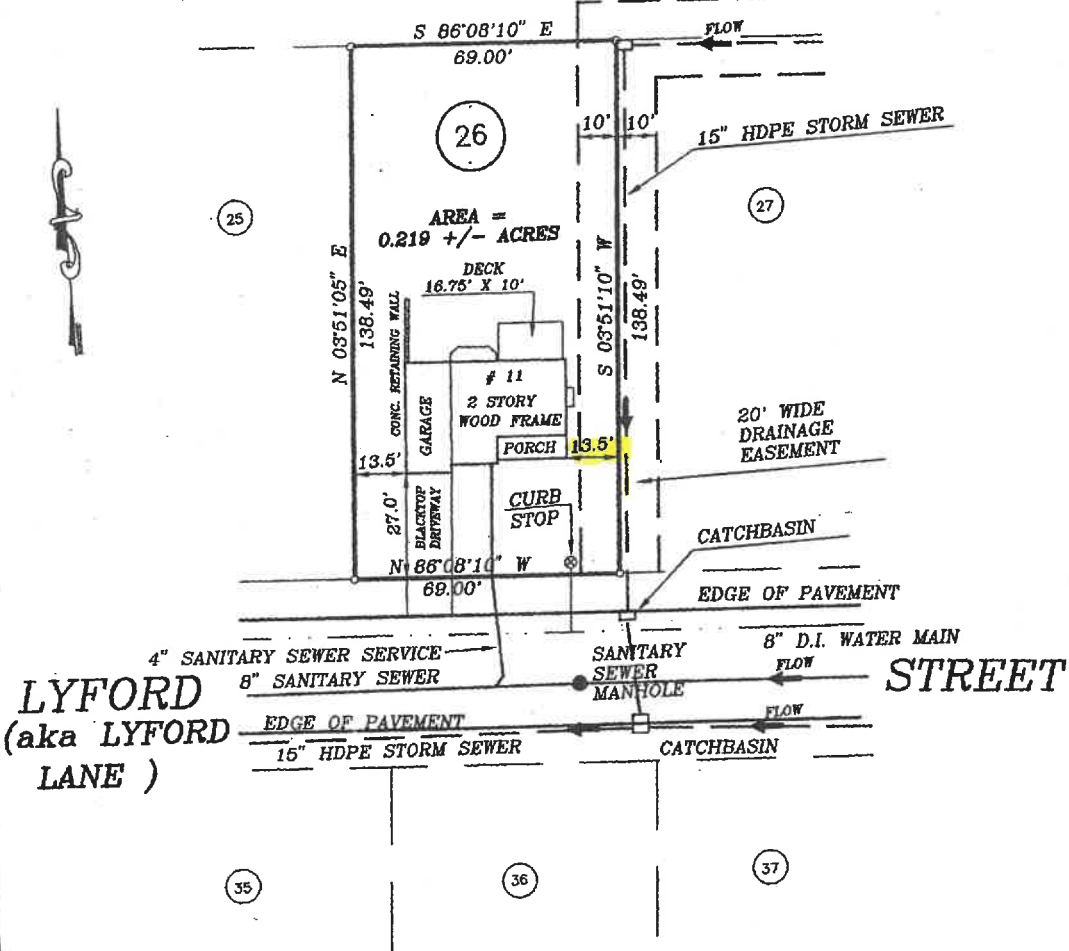 S 86°08'10" E
69.00'
FLOW
26
10' 10'
15" HDPE STORM SEWER
25
27
AREA =
0.219 +/- ACRES
DECK
16.75' X 10'
N 03°51'05" E
138.49'
CONC. RETAINING WALL
S 03°51'10" W
138.49'
GARAGE
# 11
2 STORY
WOOD FRAME
PORCH
13.5'
13.5'
20' WIDE
DRAINAGE
EASEMENT
27.0'
BLACKTOP
DRIVEWAY
CURB
STOP
CATCHBASIN
N 86°08'10" W
69.00'
EDGE OF PAVEMENT
8" D.I. WATER MAIN
4" SANITARY SEWER SERVICE
SANITARY
SEWER
MANHOLE
FLOW
8" SANITARY SEWER
LYFORD
STREET
(aka LYFORD
LANE )
EDGE OF PAVEMENT
FLOW
15" HDPE STORM SEWER
CATCHBASIN
35
36
37